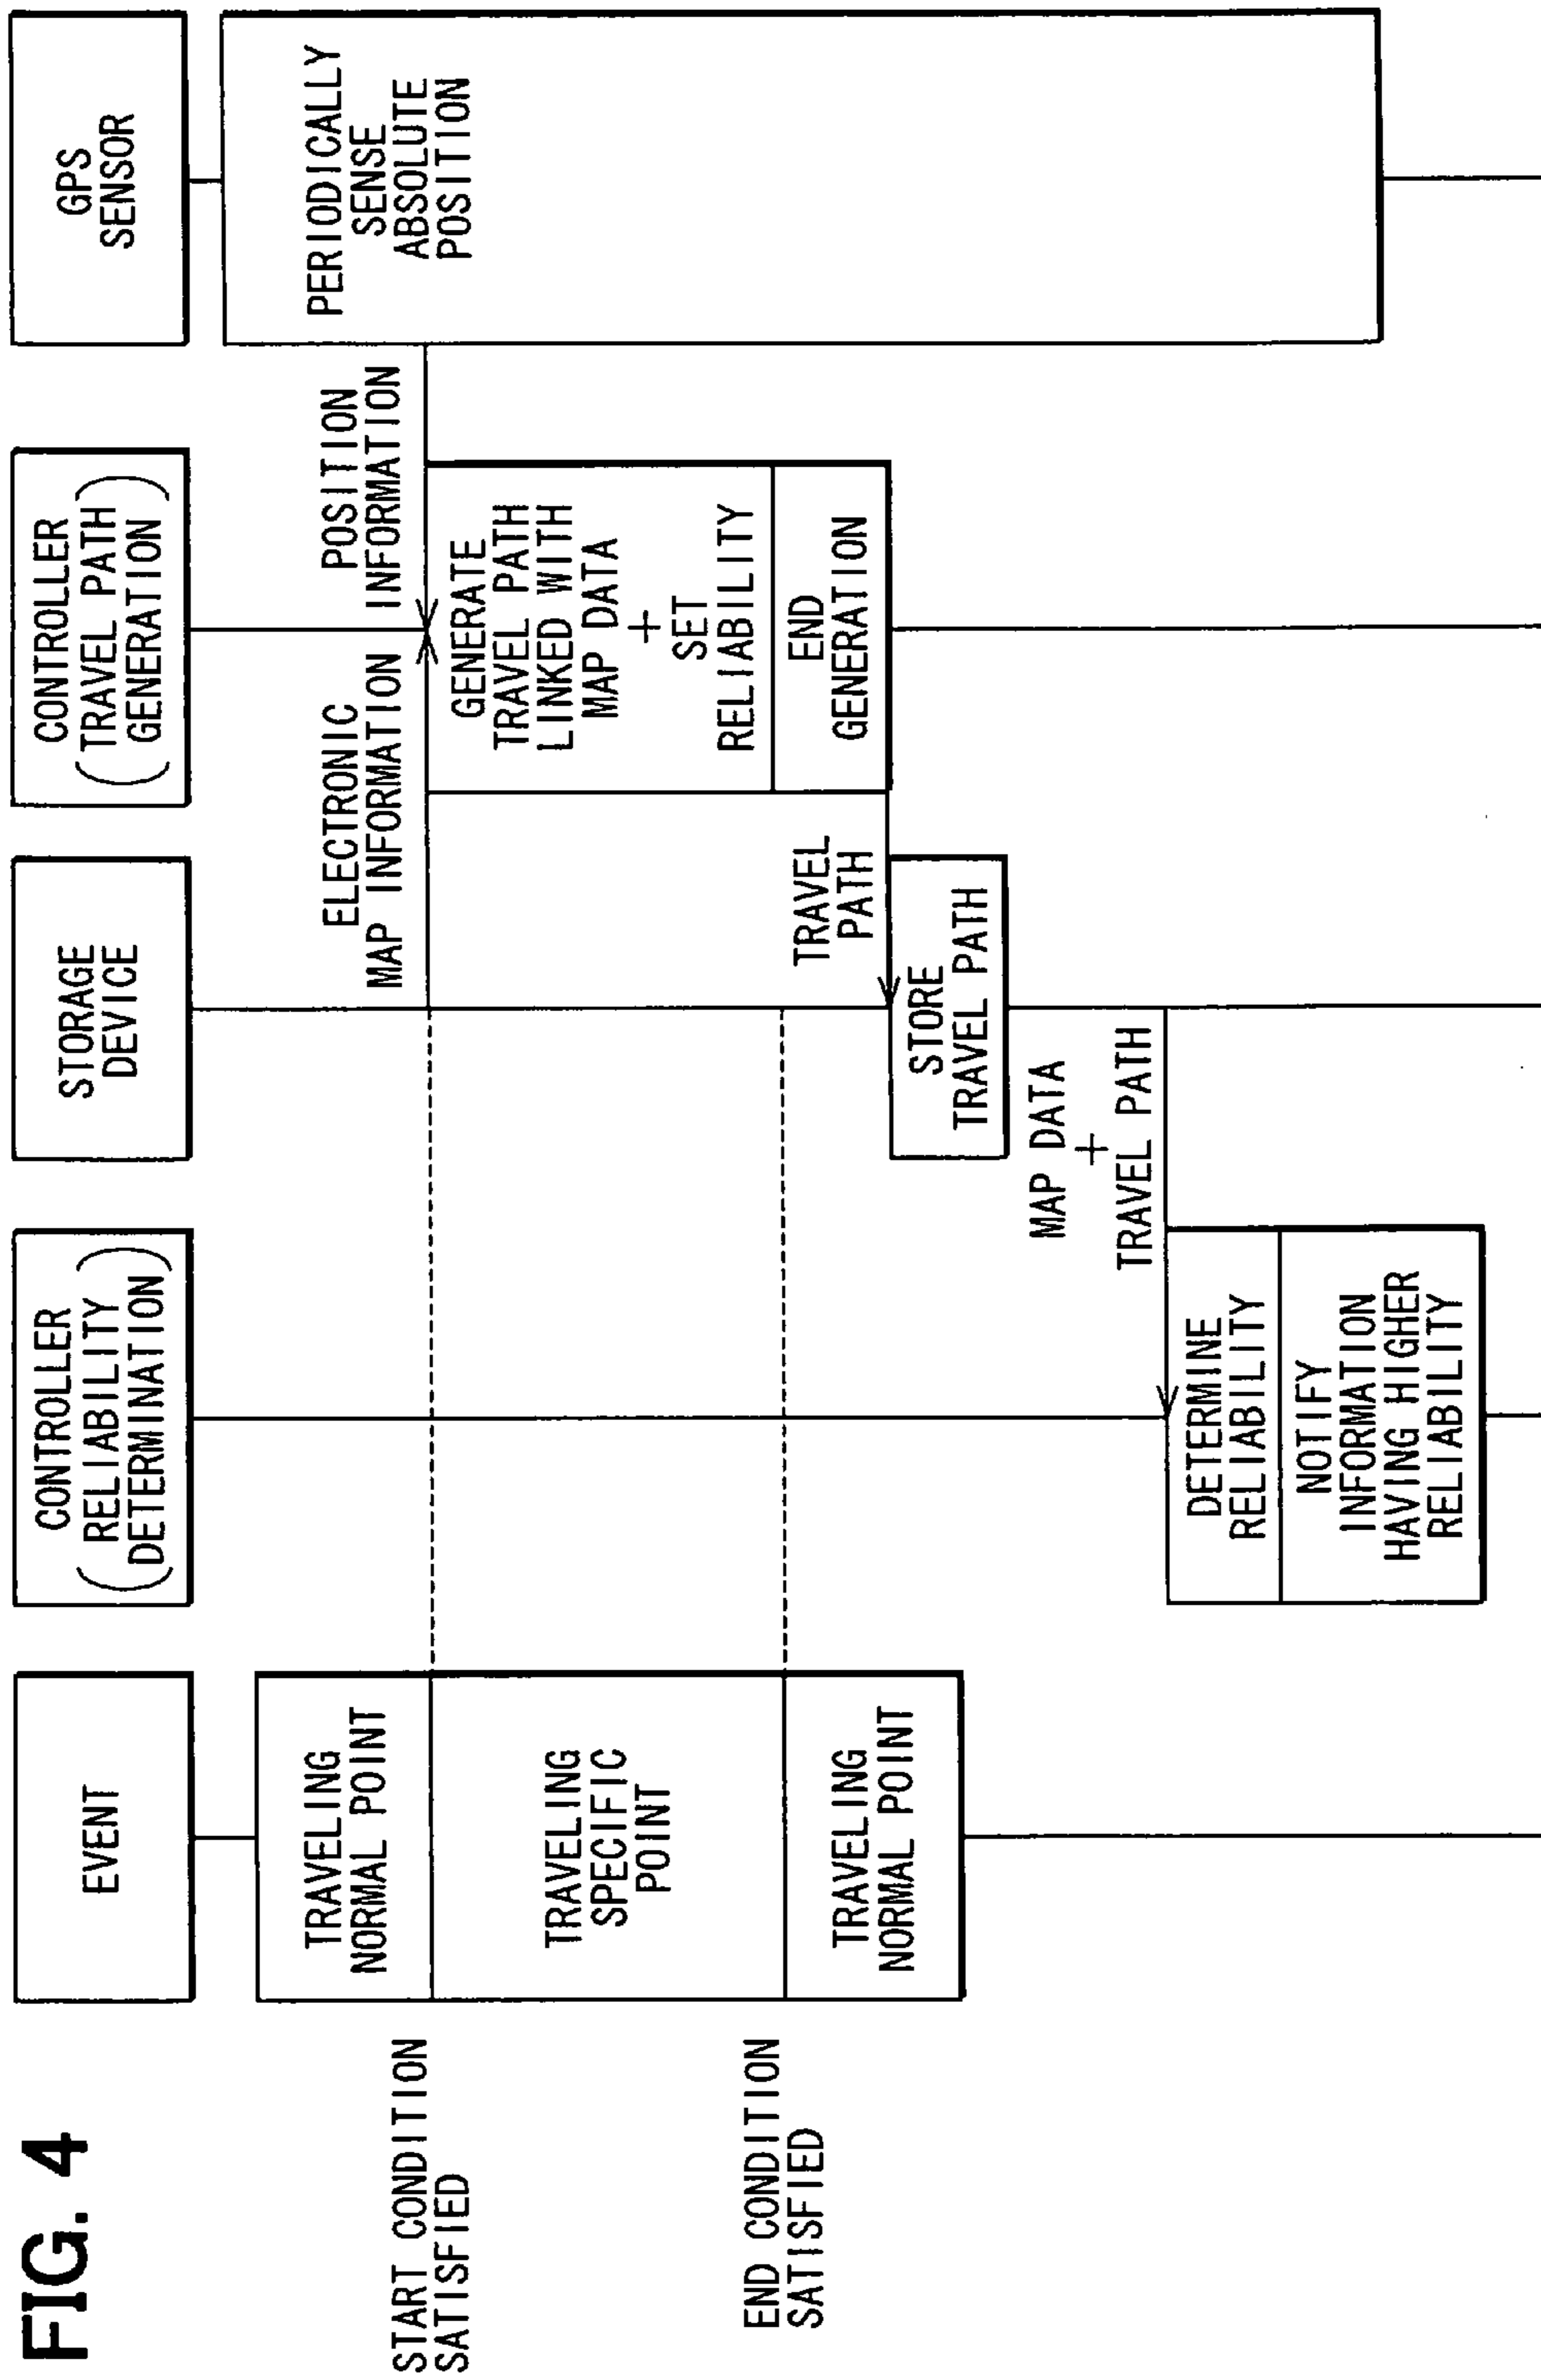 FIG. 4
EVENT
CONTROLLER
(RELIABILITY
DETERMINATION)
STORAGE
DEVICE
CONTROLLER
(TRAVEL PATH
GENERATION)
GPS
SENSOR
START CONDITION
SATISFIED
END CONDITION
SATISFIED
TRAVELING
NORMAL POINT
TRAVELING
SPECIFIC
POINT
TRAVELING
NORMAL POINT
ELECTRONIC
MAP INFORMATION
POSITION
INFORMATION
PERIODICALLY
SENSE
ABSOLUTE
POSITION
GENERATE
TRAVEL PATH
LINKED WITH
MAP DATA
+
SET
RELIABILITY
END
GENERATION
TRAVEL
PATH
STORE
TRAVEL PATH
MAP DATA
+
TRAVEL PATH
DETERMINE
RELIABILITY
NOTIFY
INFORMATION
HAVING HIGHER
RELIABILITY